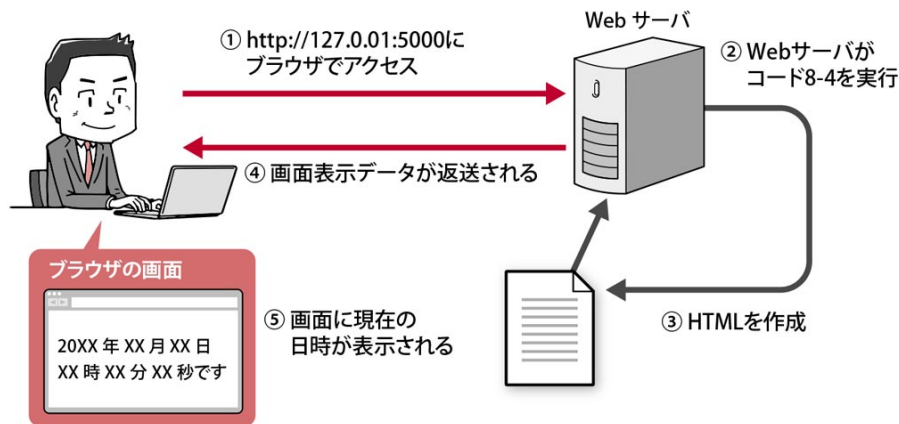 Web サーバ
① http://127.0.01:5000に
ブラウザでアクセス
② Webサーバが
コード8-4を実行
④ 画面表示データが返送される
ブラウザの画面
20XX 年 XX 月 XX 日
XX 時 XX 分 XX 秒です
⑤ 画面に現在の
日時が表示される
③ HTMLを作成